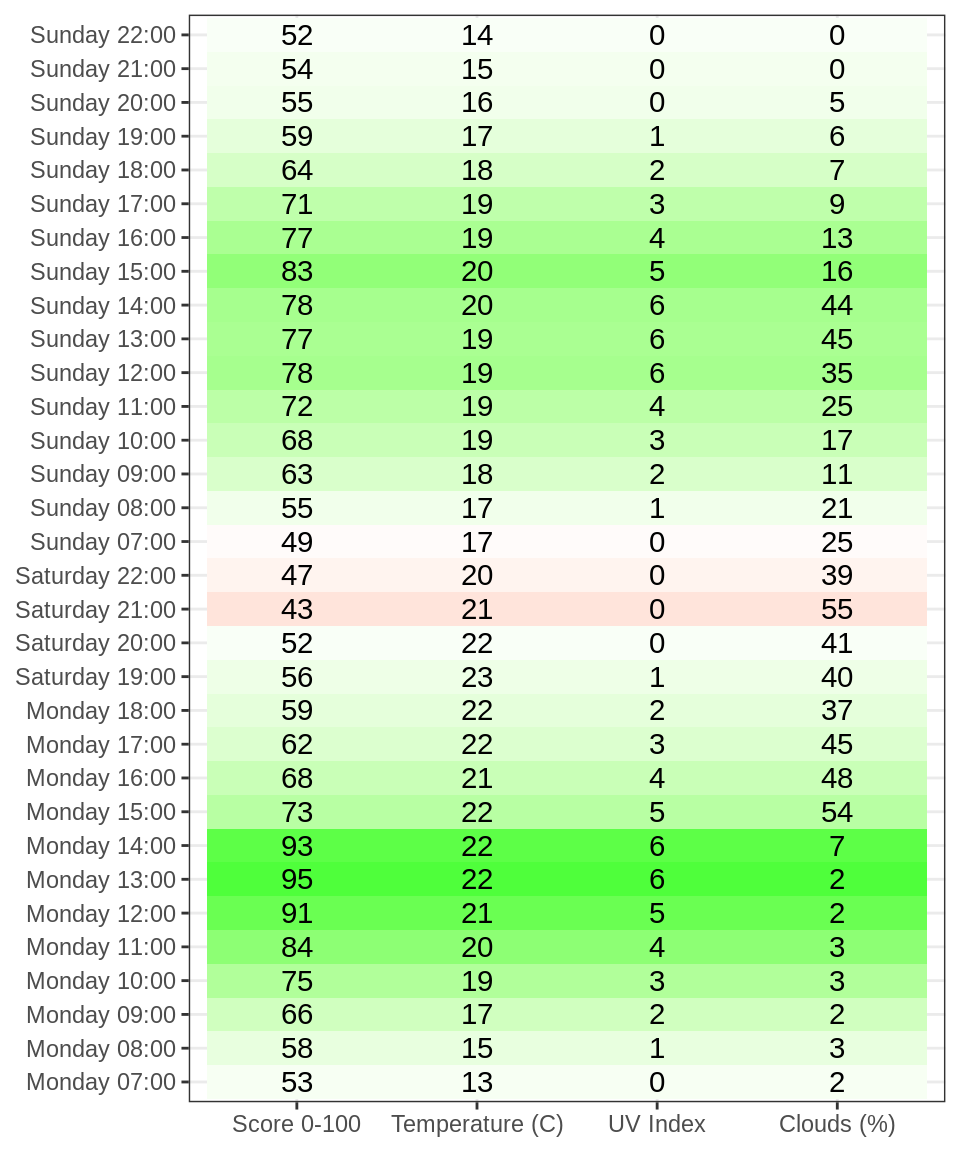 Sunday 22:00 52 14 0 0
Sunday 21:00 54 15 0 0
Sunday 20:00 55 16 0 5
Sunday 19:00 59 17 1 6
Sunday 18:00 64 18 2 7
Sunday 17:00 71 19 3 9
Sunday 16:00 77 19 4 13
Sunday 15:00 83 20 5 16
Sunday 14:00 78 20 6 44
Sunday 13:00 77 19 6 45
Sunday 12:00 78 19 6 35
Sunday 11:00 72 19 4 25
Sunday 10:00 68 19 3 17
Sunday 09:00 63 18 2 11
Sunday 08:00 55 17 1 21
Sunday 07:00 49 17 0 25
Saturday 22:00 47 20 0 39
Saturday 21:00 43 21 0 55
Saturday 20:00 52 22 0 41
Saturday 19:00 56 23 1 40
Monday 18:00 59 22 2 37
Monday 17:00 62 22 3 45
Monday 16:00 68 21 4 48
Monday 15:00 73 22 5 54
Monday 14:00 93 22 6 7
Monday 13:00 95 22 6 2
Monday 12:00 91 21 5 2
Monday 11:00 84 20 4 3
Monday 10:00 75 19 3 3
Monday 09:00 66 17 2 2
Monday 08:00 58 15 1 3
Monday 07:00 53 13 0 2
Score 0-100 Temperature (C) UV Index Clouds (%)